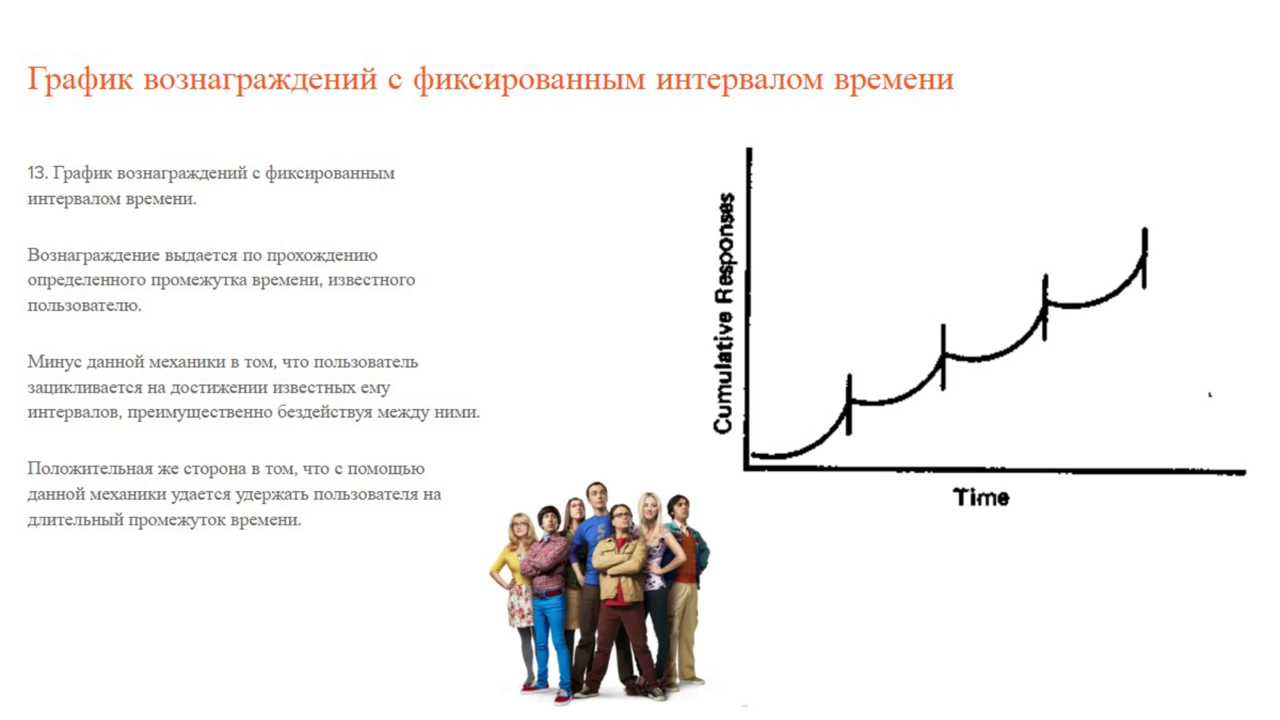 График вознаграждений с фиксированным интервалом времени
13. График вознаграждений с фиксированным
интервалом времени.
Вознаграждение выдается по прохождению
определенного промежутка времени, известного
пользователю.
Минус данной механики в том, что пользователь
зацикливается на достижении известных ему
интервалов, преимущественно бездействуя между ними.
Положительная же сторона в том, что с помощью
данной механики удается удержать пользователя на
длительный промежуток времени.
Cumulative Responses
Time